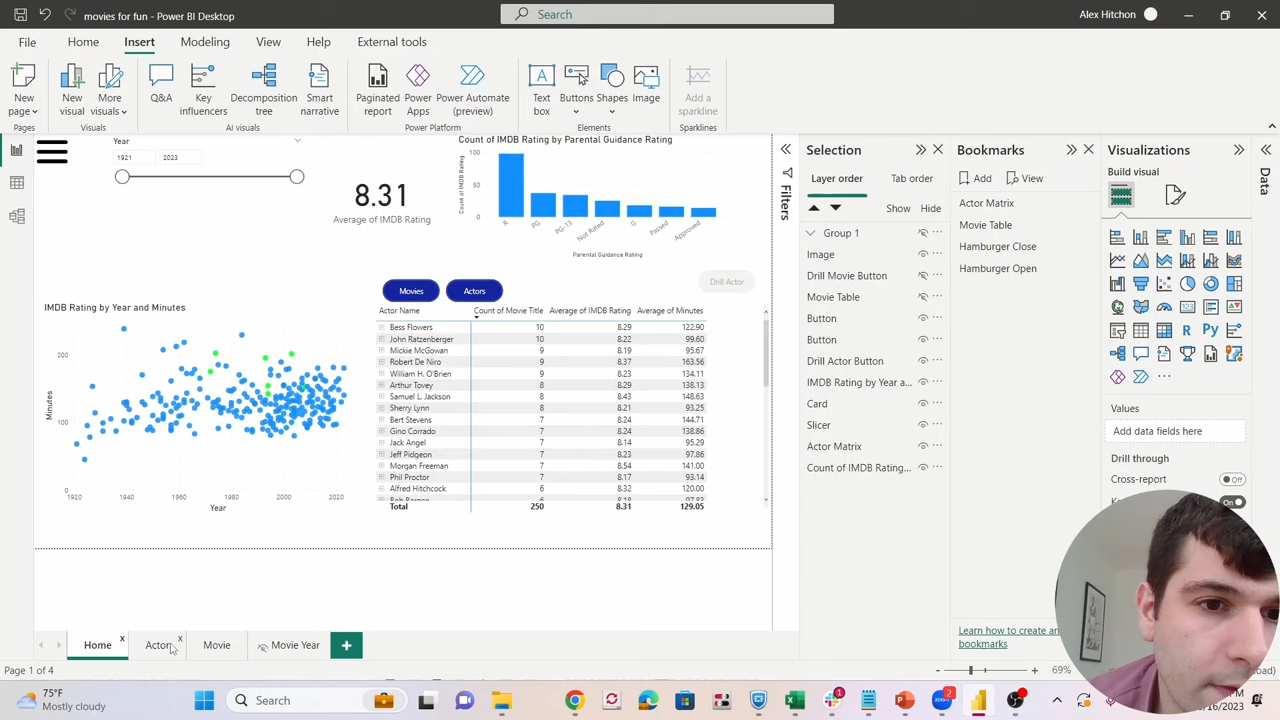 movies for fun - Power BI Desktop
Search
Alex Hitchon
File
Home
Insert
Modeling
View
Help
External tools
New page
New visual
More visuals
Q&A
Key influencers
Decomposition tree
Smart narrative
Paginated report
Power Apps
Power Automate (preview)
Text box
Buttons
Shapes
Image
Add a sparkline
Pages
Visuals
AI visuals
Power Platform
Elements
Sparklines
Year
1921
2023
8.31
Average of IMDB Rating
Count of IMDB Rating by Parental Guidance Rating
Count of IMDB Rating
100
50
0
R
PG
PG-13
Not Rated
G
Passed
Approved
Parental Guidance Rating
Movies
Actors
Drill Actor
IMDB Rating by Year and Minutes
Minutes
200
100
0
1920
1940
1960
1980
2000
2020
Year
Actor Name Count of Movie Title Average of IMDB Rating Average of Minutes
Bess Flowers 10 8.29 122.90
John Ratzenberger 10 8.22 99.60
Mickie McGowan 9 8.19 95.67
Robert De Niro 9 8.37 163.56
William H. O'Brien 9 8.23 134.11
Arthur Tovey 8 8.29 138.13
Samuel L. Jackson 8 8.43 148.63
Sherry Lynn 8 8.21 93.25
Bert Stevens 7 8.24 144.71
Gino Corrado 7 8.24 138.86
Jack Angel 7 8.14 95.29
Jeff Pidgeon 7 8.23 97.86
Morgan Freeman 7 8.54 141.00
Phil Proctor 7 8.17 93.14
Alfred Hitchcock 6 8.32 120.00
Bob Bergen 6 8.18 97.83
Total 250 8.31 129.05
Filters
Selection
Layer order
Tab order
Show
Hide
Group 1
Image
Drill Movie Button
Movie Table
Button
Button
Drill Actor Button
IMDB Rating by Year a...
Card
Slicer
Actor Matrix
Count of IMDB Rating...
Bookmarks
Add
View
Actor Matrix
Movie Table
Hamburger Close
Hamburger Open
Learn how to create an
bookmarks
Visualizations
Build visual
Values
Add data fields here
Drill through
Cross-report
Off
On
Data
Home
Actor
Movie
Movie Year
Page 1 of 4
69%
75°F
Mostly cloudy
Search